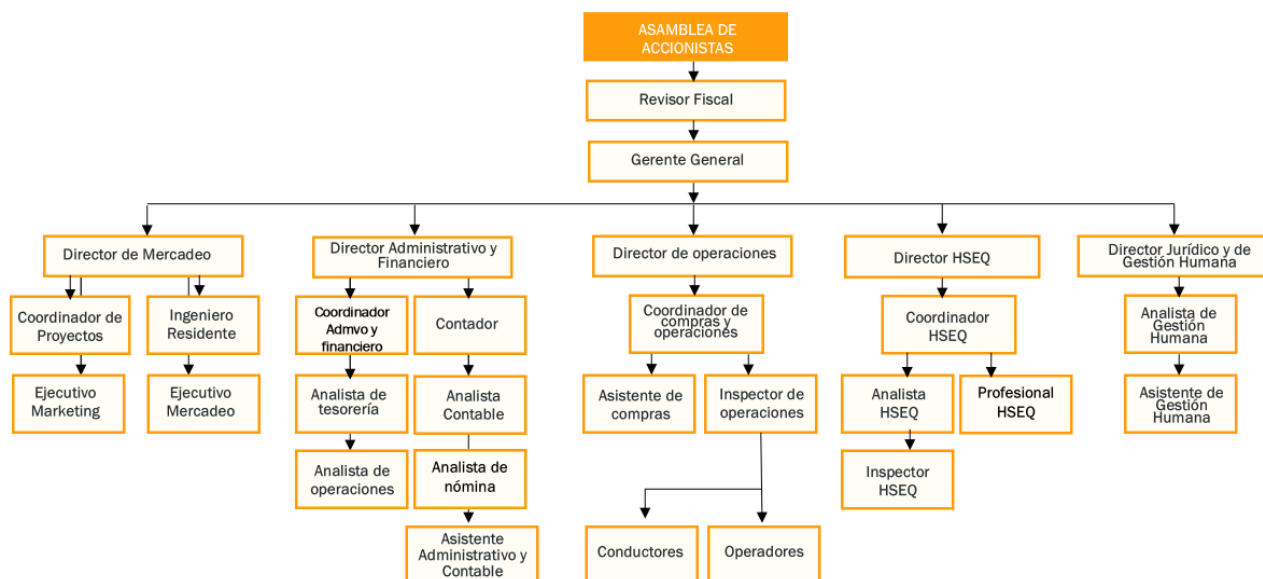 ASAMBLEA DE
ACCIONISTAS
Revisor Fiscal
Gerente General
Director de Mercadeo
Director Administrativo y
Financiero
Director de operaciones
Director HSEQ
Director Jurídico y de
Gestión Humana
Coordinador de
Proyectos
Ingeniero
Residente
Coordinador
Admvo y
financiero
Contador
Coordinador de
compras y
operaciones
Coordinador
HSEQ
Analista de
Gestión
Humana
Ejecutivo
Marketing
Ejecutivo
Mercadeo
Analista de
tesorería
Analista
Contable
Asistente de
compras
Inspector de
operaciones
Analista
HSEQ
Profesional
HSEQ
Asistente de
Gestión
Humana
Analista de
operaciones
Analista de
nómina
Inspector
HSEQ
Asistente
Administrativo y
Contable
Conductores
Operadores